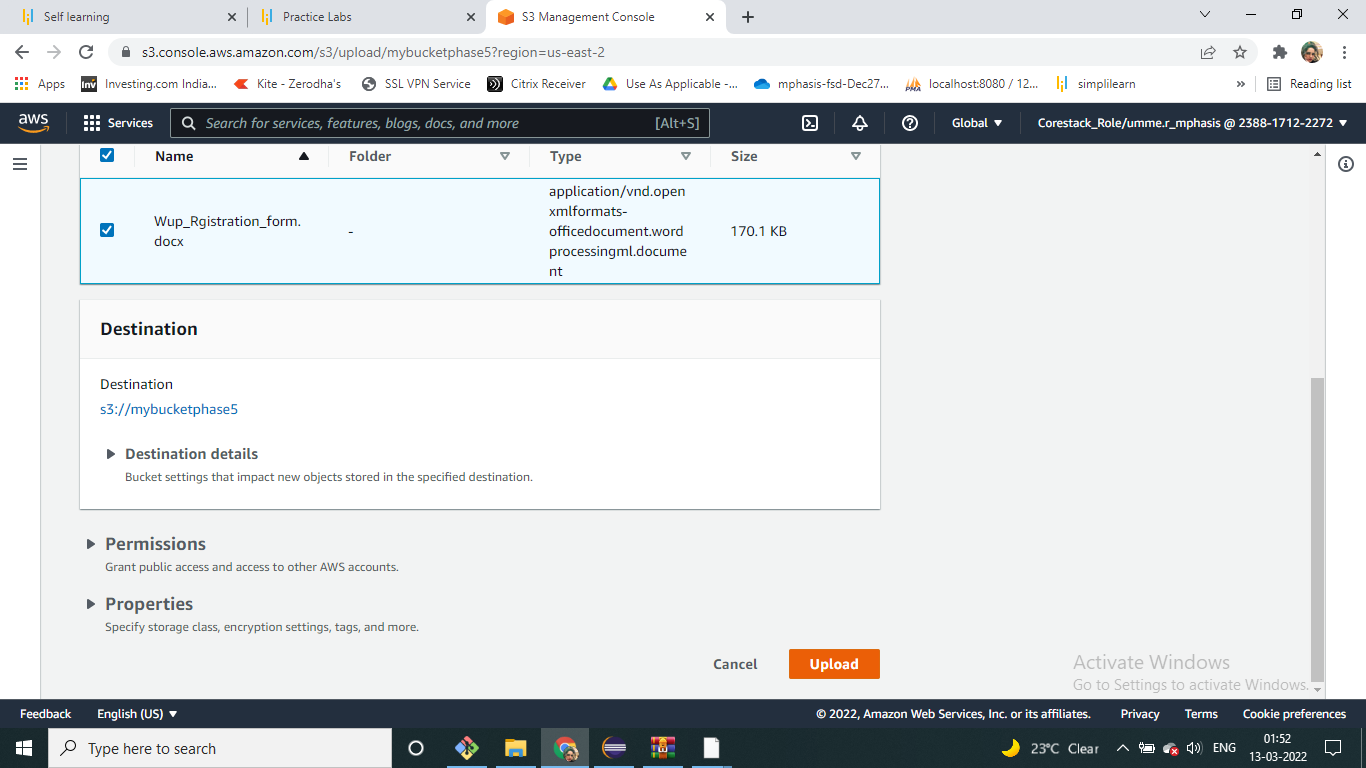 Self learning
Practice Labs
S3 Management Console
s3.console.aws.amazon.com/s3/upload/mybucketphase5?region=us-east-2
Apps
inv
Investing.com India...
Kite - Zerodha's
SSL VPN Service
Citrix Receiver
Use As Applicable -...
mphasis-fsd-Dec27...
localhost:8080 / 12...
simplilearn
»
Reading list
aws
Services
Search for services, features, blogs, docs, and more
[Alt+S]
Global
Corestack_Role/umme.r_mphasis @ 2388-1712-2272
Name
Folder
Type
Size
Wup_Rgistration_form.
docx
-
application/vnd.open
xmlformats-
officedocument.word
processingml.docume
nt
170.1 KB
Destination
Destination
s3://mybucketphase5
Destination details
Bucket settings that impact new objects stored in the specified destination.
Permissions
Grant public access and access to other AWS accounts.
Properties
Specify storage class, encryption settings, tags, and more.
Cancel
Upload
Activate Windows
Go to Settings to activate Windows.
Feedback
English (US)
© 2022, Amazon Web Services, Inc. or its affiliates.
Privacy
Terms
Cookie preferences
Type here to search
23°C Clear
ENG
01:52
13-03-2022